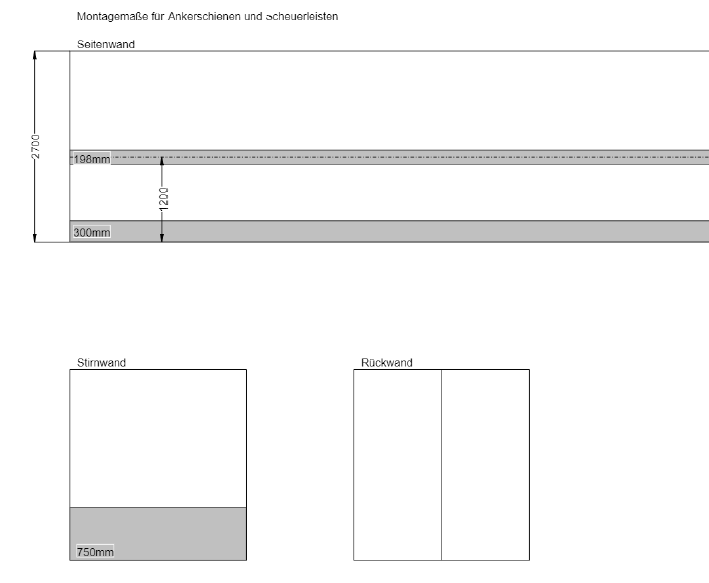 Montagemaße für Ankerschienen und Scheuerleisten
Seitenwand
2700
198mm
1200
300mm
Stirnwand
Rückwand
750mm